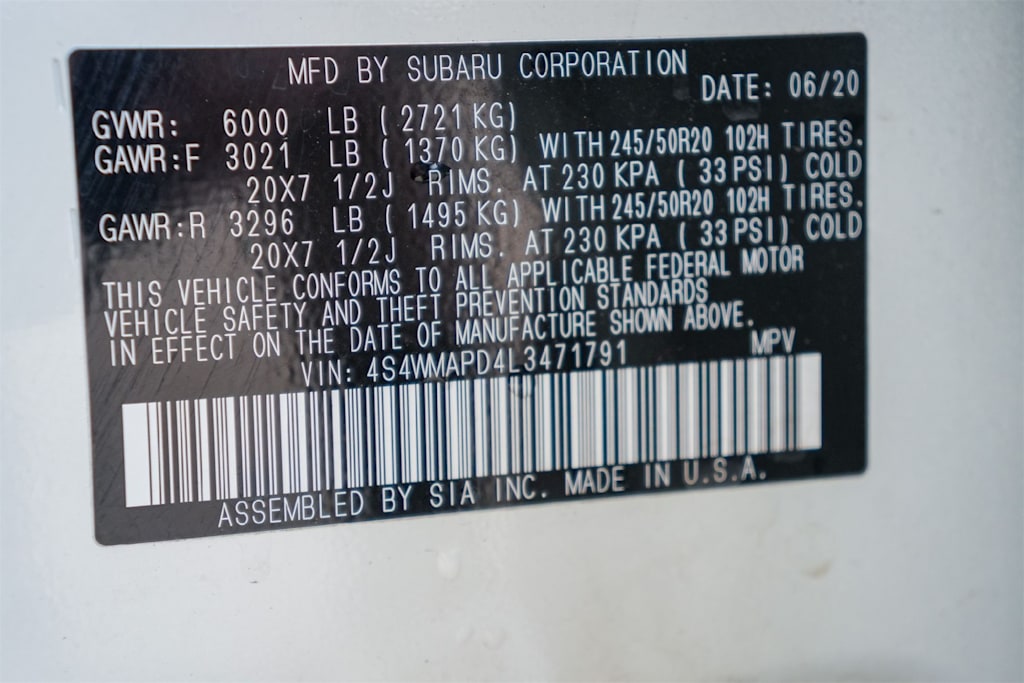 MFD BY SUBARU CORPORATION
DATE: 06/20
GVWR: 6000 LB ( 2721 KG)
GAWR:F 3021 LB ( 1370 KG) WITH 245/50R20 102H TIRES.
20X7 1/2J RIMS. AT 230 KPA ( 33 PSI) COLD
GAWR:R 3296 LB ( 1495 KG) WITH 245/50R20 102H TIRES.
20X7 1/2J RIMS. AT 230 KPA ( 33 PSI) COLD
THIS VEHICLE CONFORMS TO ALL APPLICABLE FEDERAL MOTOR
VEHICLE SAFETY AND THEFT PREVENTION STANDARDS
IN EFFECT ON THE DATE OF MANUFACTURE SHOWN ABOVE.
VIN: 4S4WMAPD4L3471791 MPV
ASSEMBLED BY SIA INC. MADE IN U.S.A.